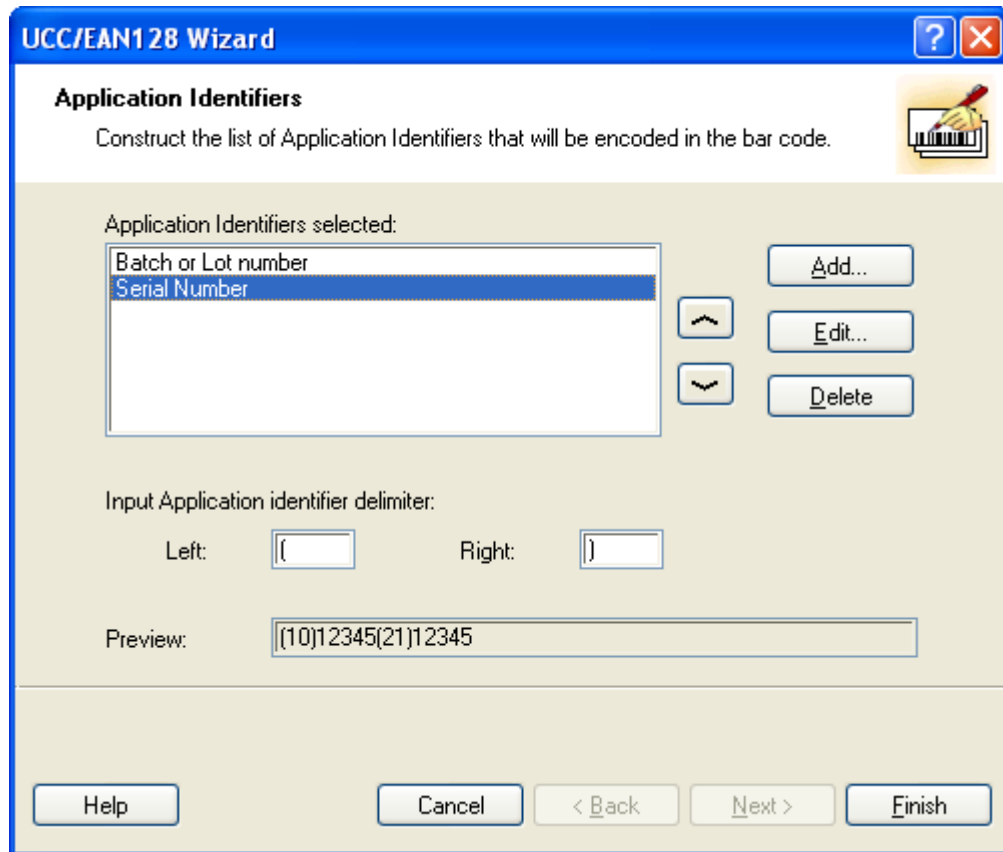 UCC/EAN128 Wizard
Application Identifiers
Construct the list of Application Identifiers that will be encoded in the bar code.
Application Identifiers selected:
Batch or Lot number
Serial Number
Add...
Edit...
Delete
Input Application identifier delimiter:
Left: ( Right: )
Preview: (10)12345(21)12345
Help Cancel < Back Next > Finish